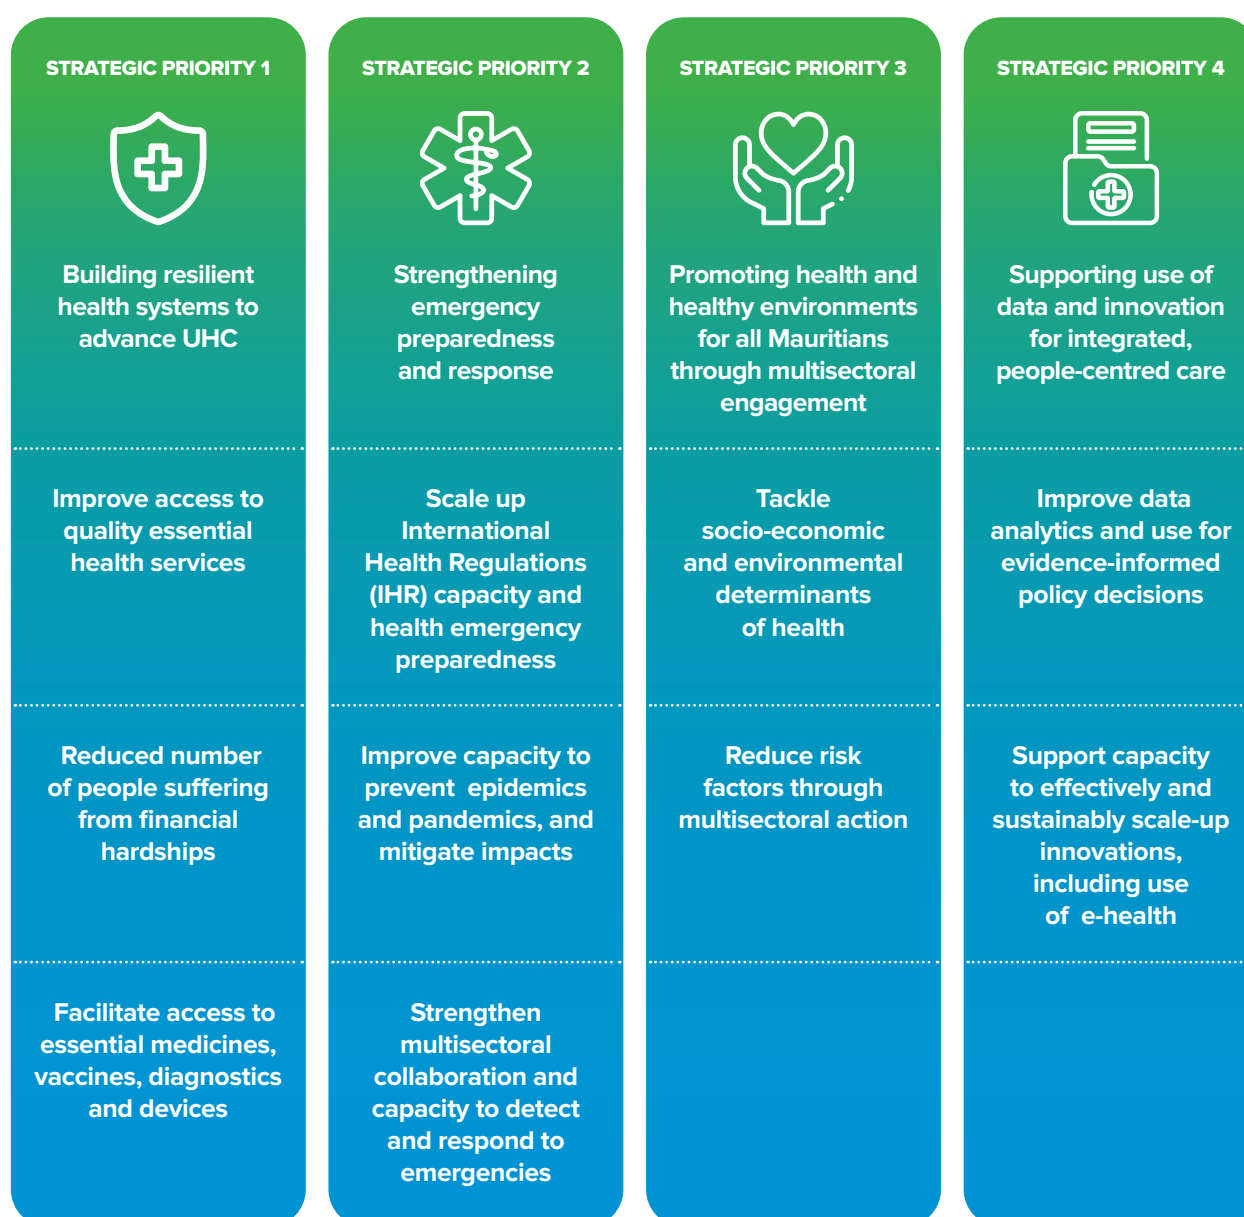 STRATEGIC PRIORITY 1
Building resilient
health systems to
advance UHC
Improve access to
quality essential
health services
Reduced number
of people suffering
from financial
hardships
Facilitate access to
essential medicines,
vaccines, diagnostics
and devices
STRATEGIC PRIORITY 2
Strengthening
emergency
preparedness
and response
Scale up
International
Health Regulations
(IHR) capacity and
health emergency
preparedness
Improve capacity to
prevent epidemics
and pandemics, and
mitigate impacts
Strengthen
multisectoral
collaboration and
capacity to detect
and respond to
emergencies
STRATEGIC PRIORITY 3
Promoting health and
healthy environments
for all Mauritians
through multisectoral
engagement
Tackle
socio-economic
and environmental
determinants
of health
Reduce risk
factors through
multisectoral action
STRATEGIC PRIORITY 4
Supporting use of
data and innovation
for integrated,
people-centred care
Improve data
analytics and use for
evidence-informed
policy decisions
Support capacity
to effectively and
sustainably scale-up
innovations,
including use
of e-health